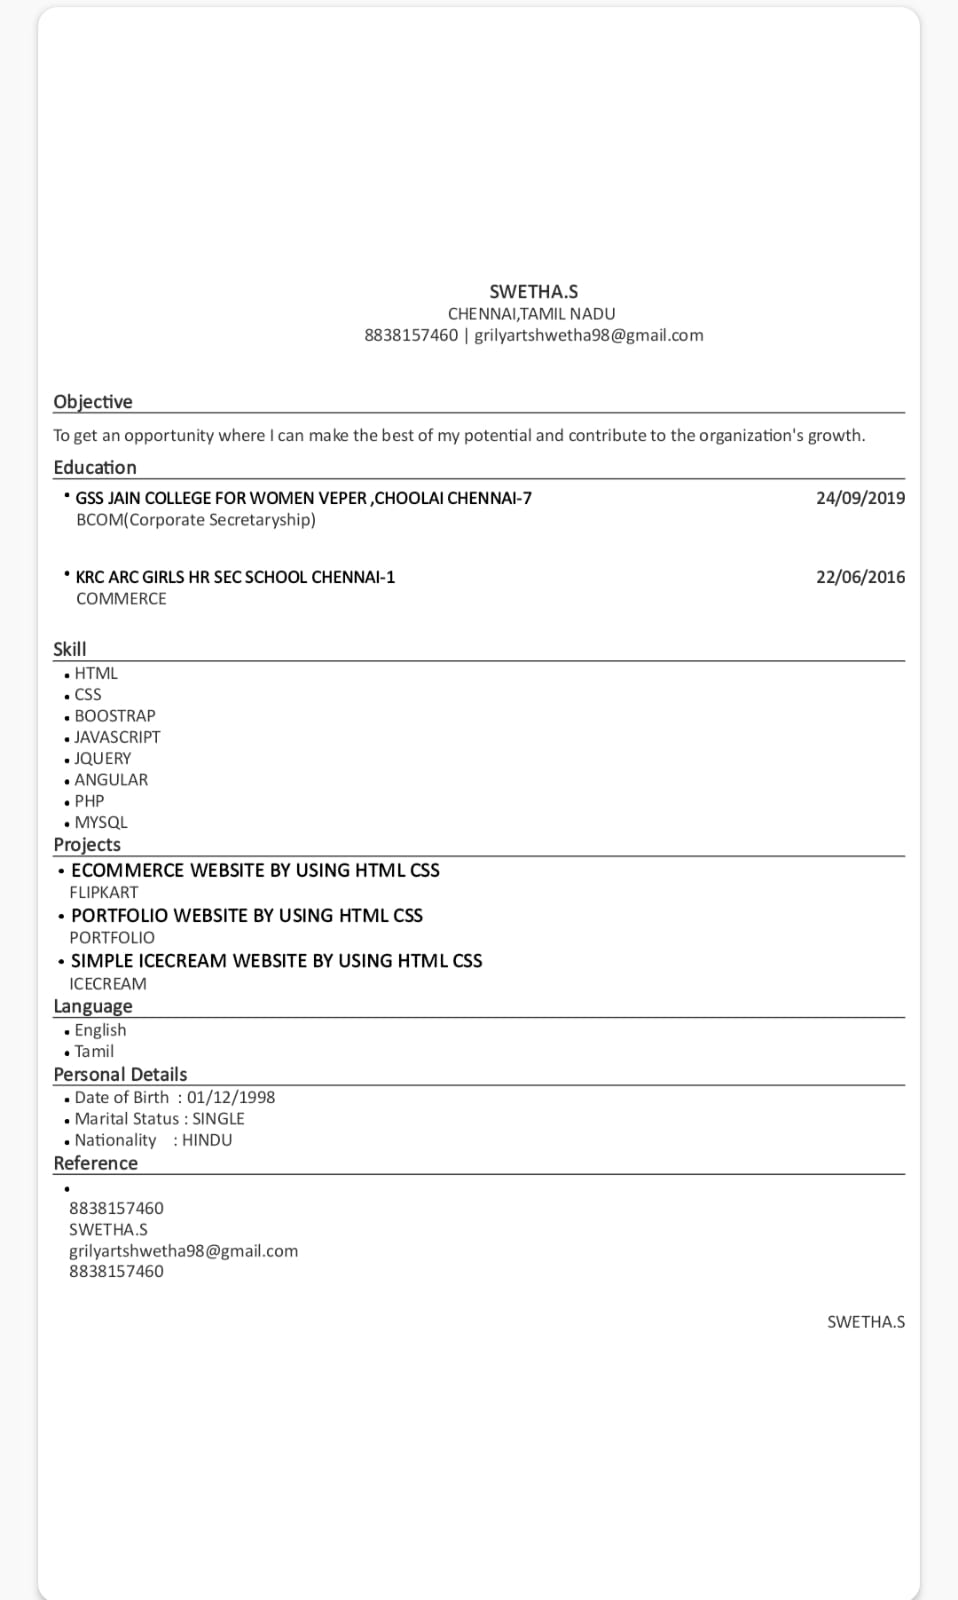 SWETHA.S
CHENNAI,TAMIL NADU
8838157460 | grilyartshwetha98@gmail.com
Objective
To get an opportunity where I can make the best of my potential and contribute to the organization's growth.
Education
• GSS JAIN COLLEGE FOR WOMEN VEPER ,CHOOLAI CHENNAI-7 24/09/2019
BCOM(Corporate Secretaryship)
• KRC ARC GIRLS HR SEC SCHOOL CHENNAI-1 22/06/2016
COMMERCE
Skill
• HTML
• CSS
• BOOSTRAP
• JAVASCRIPT
• JQUERY
• ANGULAR
• PHP
• MYSQL
Projects
• ECOMMERCE WEBSITE BY USING HTML CSS
FLIPKART
• PORTFOLIO WEBSITE BY USING HTML CSS
PORTFOLIO
• SIMPLE ICECREAM WEBSITE BY USING HTML CSS
ICECREAM
Language
• English
• Tamil
Personal Details
• Date of Birth : 01/12/1998
• Marital Status : SINGLE
• Nationality : HINDU
Reference
•
8838157460
SWETHA.S
grilyartshwetha98@gmail.com
8838157460
SWETHA.S